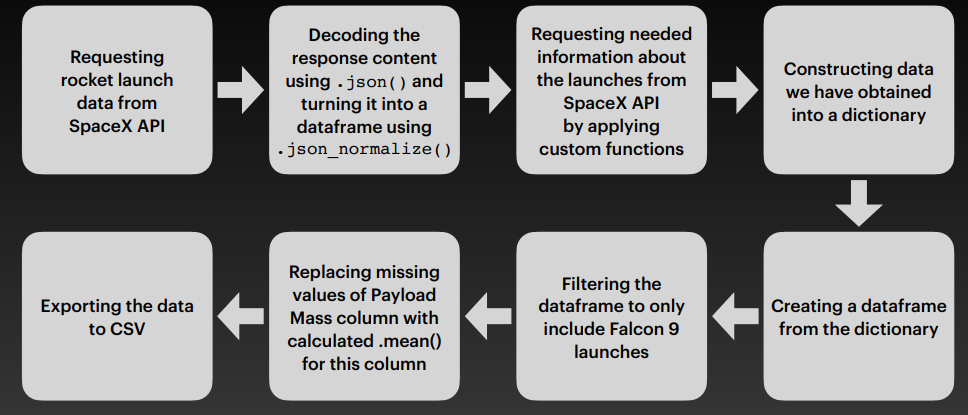 Requesting
rocket launch
data from
SpaceX API
Decoding the
response content
using .json() and
turning it into a
dataframe using
.json_normalize()
Requesting needed
information about
the launches from
SpaceX API
by applying
custom functions
Constructing data
we have obtained
into a dictionary
Creating a dataframe
from the dictionary
Filtering the
dataframe to only
include Falcon 9
launches
Replacing missing
values of Payload
Mass column with
calculated .mean()
for this column
Exporting the data
to CSV